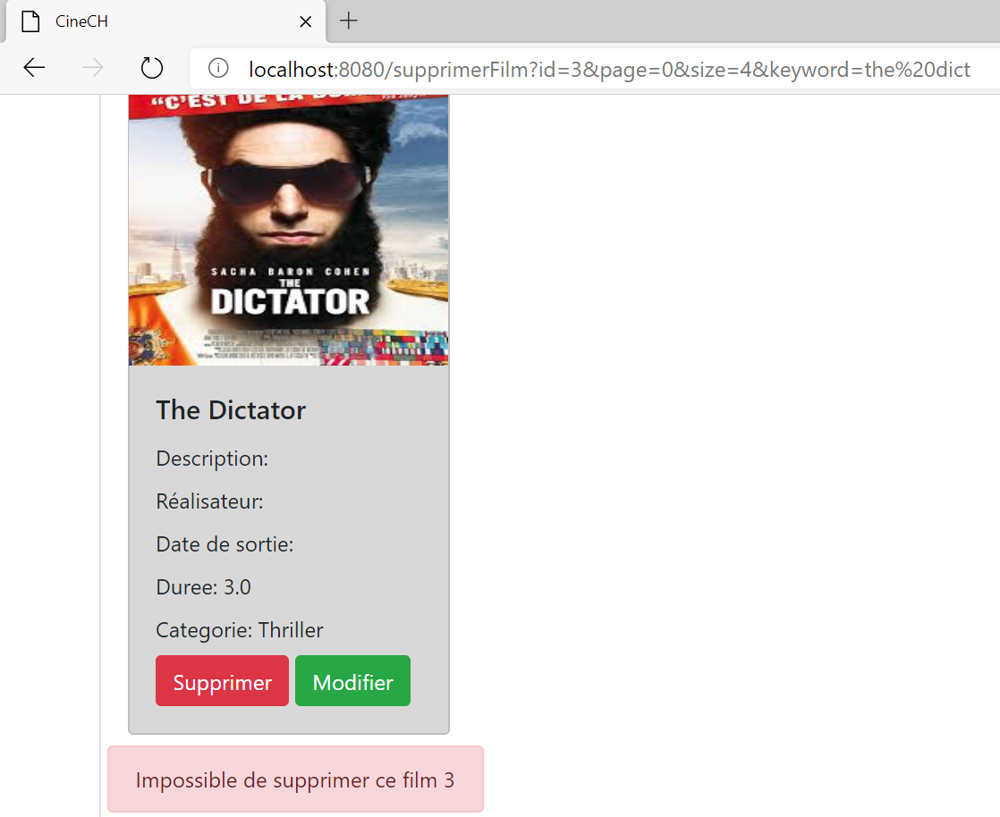 CineCH
localhost:8080/supprimerFilm?id=3&page=0&size=4&keyword=the%20dict
“C'EST DE LA
SACHA BARON COHEN
THE
DICTATOR
The Dictator
Description:
Réalisateur:
Date de sortie:
Duree: 3.0
Categorie: Thriller
Supprimer Modifier
Impossible de supprimer ce film 3